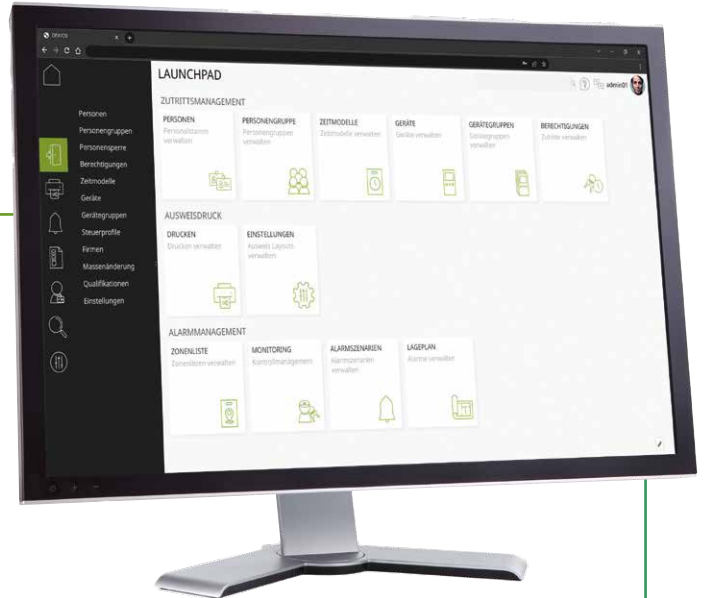 LAUNCHPAD
admin01
Personen
Personengruppen
Personensperre
Berechtigungen
Zeitmodelle
Geräte
Gerätegruppen
Steuerprofile
Firmen
Massenänderung
Qualifikationen
Einstellungen
ZUTRITTSMANAGEMENT
PERSONEN
Personalstamm
verwalten
PERSONENGRUPPE
Personengruppen
verwalten
ZEITMODELLE
Zeitmodelle verwalten
GERÄTE
Geräte verwalten
GERÄTEGRUPPEN
verwalten
BERECHTIGUNGEN
Zutritte verwalten
AUSWEISDRUCK
DRUCKEN
Drucken verwalten
EINSTELLUNGEN
Ausweis Layouts
verwalten
ALARMMANAGEMENT
ZONENLISTE
Zonenlisten verwalten
MONITORING
Kontrollmanagement
ALARMSZENARIEN
Alarmszenarien
verwalten
LAGEPLAN
Alarme verwalten